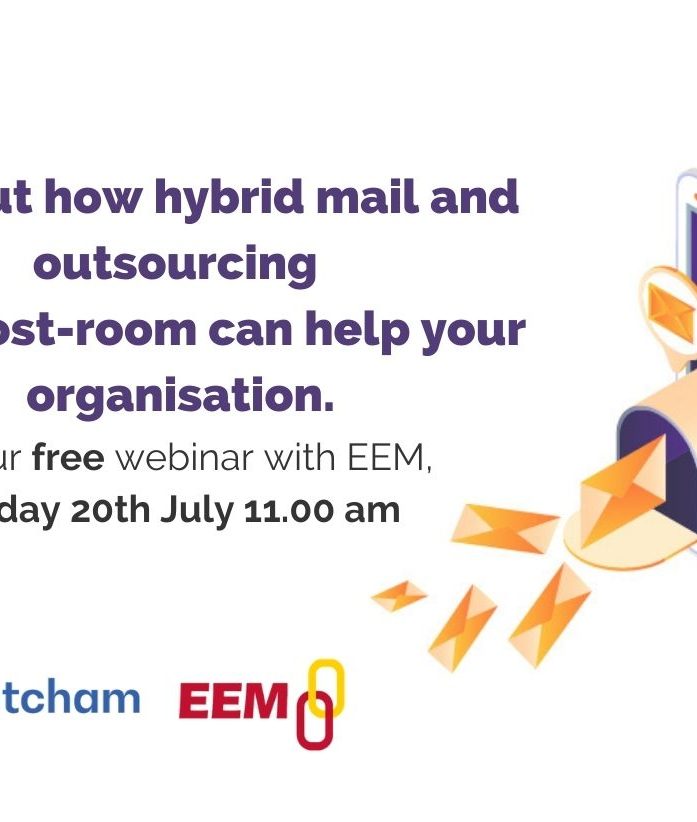 ut how hybrid mail and
outsourcing
ost-room can help your
organisation.
ur free webinar with EEM,
day 20th July 11.00 am
tcham
EEM